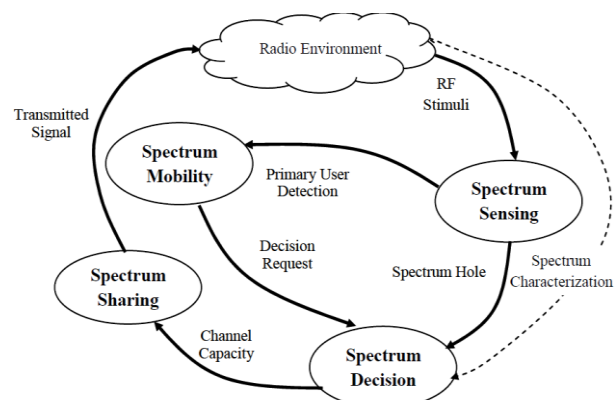 Radio Environment
RF
Stimuli
Transmitted
Signal
Spectrum
Mobility
Primary User
Detection
Spectrum
Sensing
Decision
Request
Spectrum Hole
Spectrum
Characterization
Spectrum
Sharing
Channel
Capacity
Spectrum
Decision